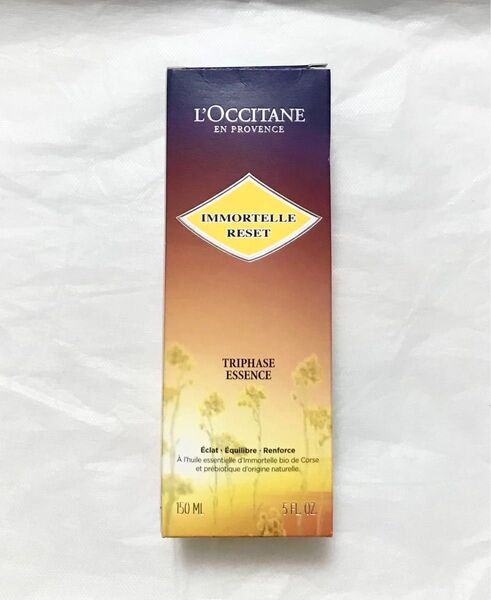 L'OCCITANE
EN PROVENCE
IMMORTELLE
RESET
TRIPHASE
ESSENCE
Éclat · Équilibre · Renforce
À l'huile essentielle d'Immortelle bio de Corse
et prébiotique d'origine naturelle.
150 ML 5 FL. OZ.